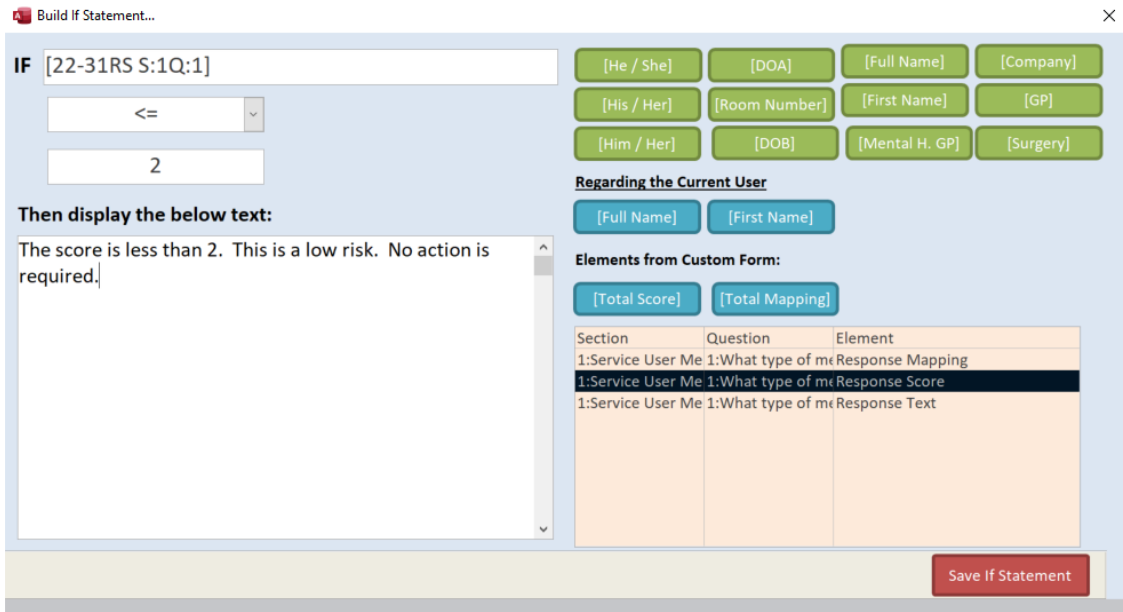 Build If Statement...
IF [22-31RS S:1Q:1]
<=
2
Then display the below text:
The score is less than 2.  This is a low risk.  No action is
required.
[He / She] [DOA] [Full Name] [Company]
[His / Her] [Room Number] [First Name] [GP]
[Him / Her] [DOB] [Mental H. GP] [Surgery]
Regarding the Current User
[Full Name] [First Name]
Elements from Custom Form:
[Total Score] [Total Mapping]
Section Question Element
1:Service User Me 1:What type of me Response Mapping
1:Service User Me 1:What type of me Response Score
1:Service User Me 1:What type of me Response Text
Save If Statement